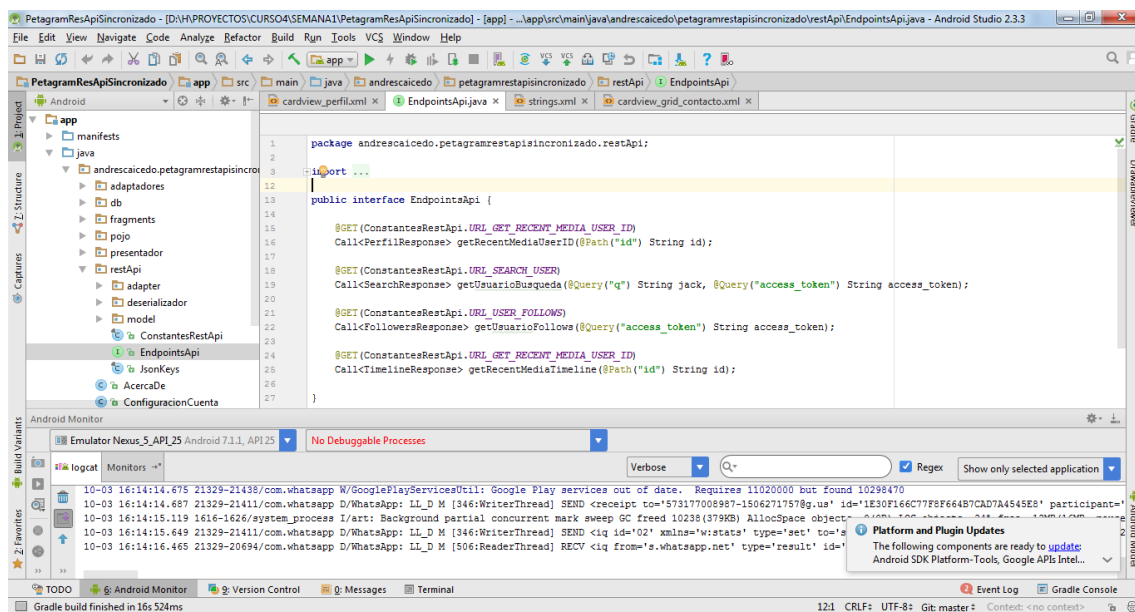 PetagramResApiSincronizado - [D:\H\PROYECTOS\CURSO4\SEMANA1\PetagramResApiSincronizado] - [app] - ...\app\src\main\java\andrescaicedo\petagramrestapisincronizado\restApi\EndpointsApi.java - Android Studio 2.3.3
File Edit View Navigate Code Analyze Refactor Build Run Tools VCS Window Help
app
PetagramResApiSincronizado app src main java andrescaicedo petagramrestapisincronizado restApi EndpointsApi
Android
cardview_perfil.xml × EndpointsApi.java × strings.xml × cardview_grid_contacto.xml ×
1: Project
Z: Structure
Captures
Build Variants
2: Favorites
app
manifests
java
andrescaicedo.petagramrestapisincro
adaptadores
db
fragments
pojo
presentador
restApi
adapter
deserializador
model
ConstantesRestApi
EndpointsApi
JsonKeys
AcercaDe
ConfiguracionCuenta
1 package andrescaicedo.petagramrestapisincronizado.restApi;
2
3 import ...
12
13 public interface EndpointsApi {
14
15 @GET(ConstantesRestApi.URL_GET_RECENT_MEDIA_USER_ID)
16 Call<PerfilResponse> getRecentMediaUserID(@Path("id") String id);
17
18 @GET(ConstantesRestApi.URL_SEARCH_USER)
19 Call<SearchResponse> getUsuarioBusqueda(@Query("q") String jack, @Query("access_token") String access_token);
20
21 @GET(ConstantesRestApi.URL_USER_FOLLOWS)
22 Call<FollowersResponse> getUsuarioFollows(@Query("access_token") String access_token);
23
24 @GET(ConstantesRestApi.URL_GET_RECENT_MEDIA_USER_ID)
25 Call<TimelineResponse> getRecentMediaTimeline(@Path("id") String id);
26
27 }
Gradle
Android Monitor
Emulator Nexus_5_API_25 Android 7.1.1, API 25 No Debuggable Processes
logcat Monitors Verbose Regex Show only selected application
10-03 16:14:14.675 21329-21438/com.whatsapp W/GooglePlayServicesUtil: Google Play services out of date. Requires 11020000 but found 10298470
10-03 16:14:14.687 21329-21411/com.whatsapp D/WhatsApp: LL_D M [346:WriterThread] SEND <receipt to='573177008987-1506271757@g.us' id='1E30F166C77F8F664B7CAD7A4545E8' participant='
10-03 16:14:15.119 1616-1626/system_process I/art: Background partial concurrent mark sweep GC freed 10238(379KB) AllocSpace objects,
10-03 16:14:15.649 21329-21411/com.whatsapp D/WhatsApp: LL_D M [346:WriterThread] SEND <iq id='02' xmlns='w:stats' type='set' to='s
10-03 16:14:16.465 21329-20694/com.whatsapp D/WhatsApp: LL_D M [506:ReaderThread] RECV <iq from='s.whatsapp.net' type='result' id='
Platform and Plugin Updates
The following components are ready to update:
Android SDK Platform-Tools, Google APIs Intel...
TODO 6: Android Monitor 9: Version Control 0: Messages Terminal Event Log Gradle Console
Gradle build finished in 16s 524ms 12:1 CRLF UTF-8 Git: master Context: <no context>